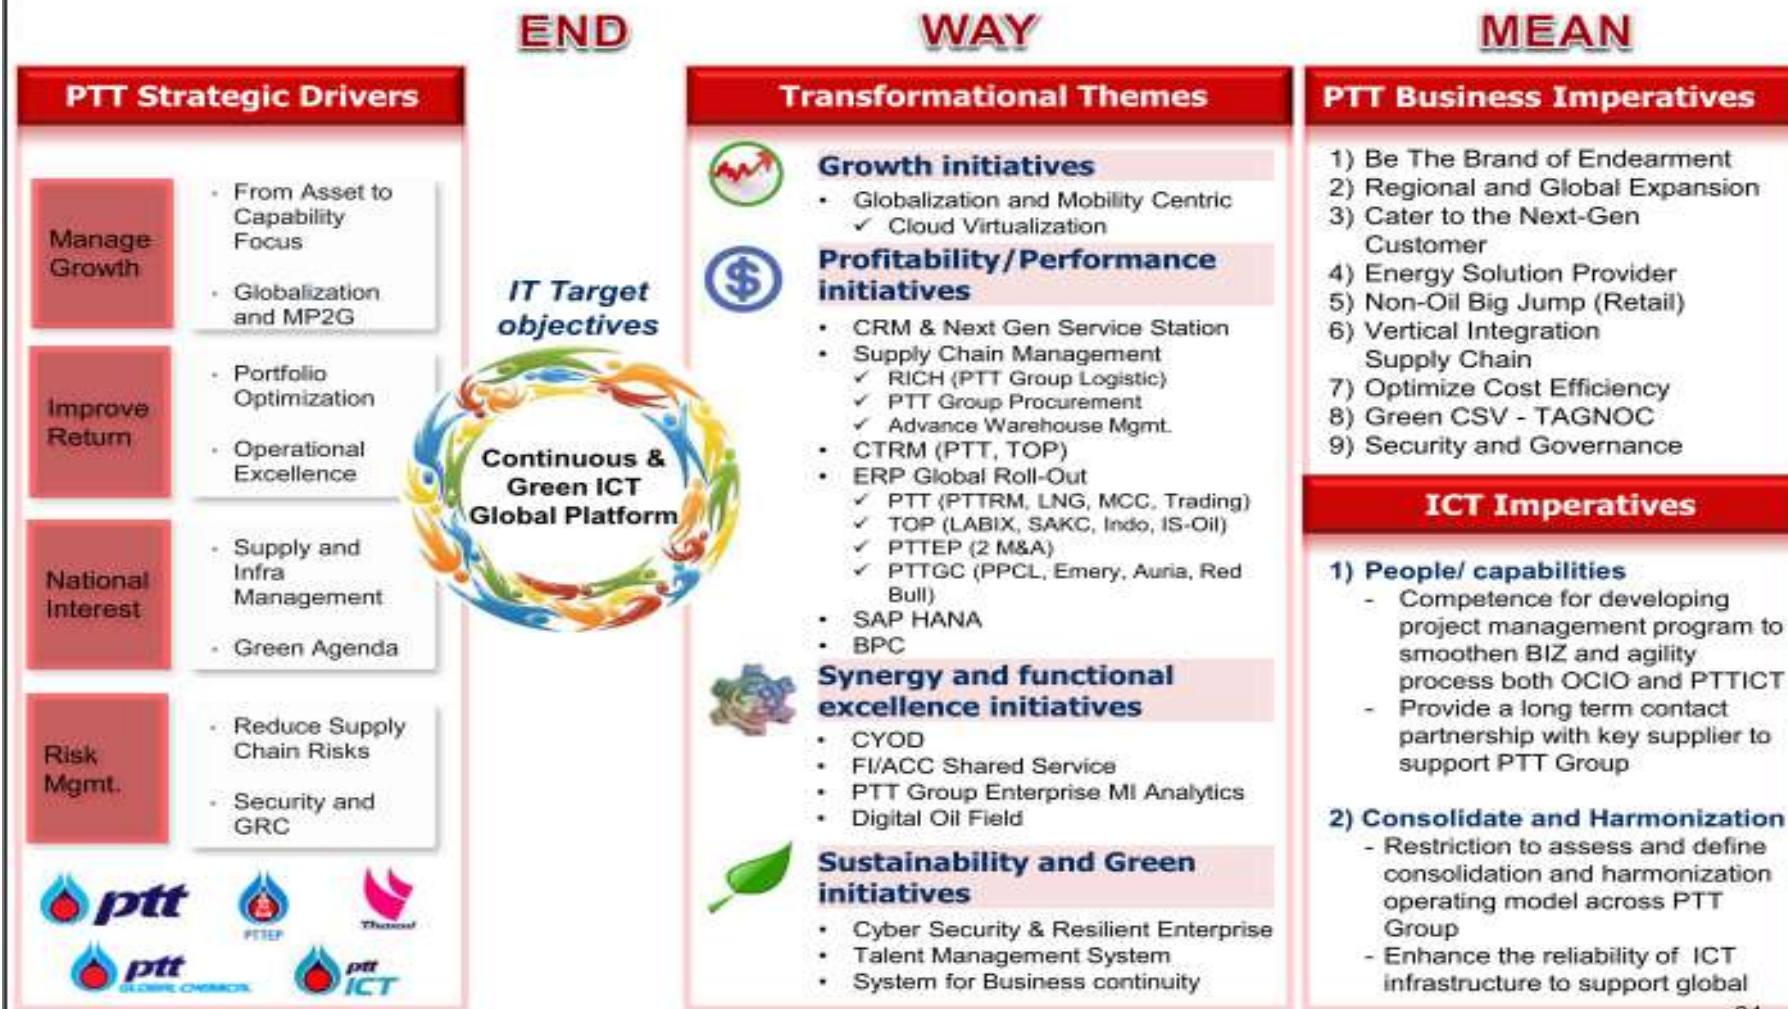 END
WAY
MEAN
PTT Strategic Drivers
Manage
Growth
- From Asset to
Capability
Focus
- Globalization
and MP2G
Improve
Return
- Portfolio
Optimization
- Operational
Excellence
National
Interest
- Supply and
Infra
Management
- Green Agenda
Risk
Mgmt.
- Reduce Supply
Chain Risks
- Security and
GRC
ptt
PTTEP
Thaioil
ptt
GLOBAL CHEMICAL
ptt
ICT
IT Target
objectives
Continuous &
Green ICT
Global Platform
Transformational Themes
Growth initiatives
• Globalization and Mobility Centric
✓ Cloud Virtualization
Profitability/Performance
initiatives
• CRM & Next Gen Service Station
• Supply Chain Management
✓ RICH (PTT Group Logistic)
✓ PTT Group Procurement
✓ Advance Warehouse Mgmt.
• CTRM (PTT, TOP)
• ERP Global Roll-Out
✓ PTT (PTTRM, LNG, MCC, Trading)
✓ TOP (LABIX, SAKC, Indo, IS-Oil)
✓ PTTEP (2 M&A)
✓ PTTGC (PPCL, Emery, Auria, Red
Bull)
• SAP HANA
• BPC
Synergy and functional
excellence initiatives
• CYOD
• FI/ACC Shared Service
• PTT Group Enterprise MI Analytics
• Digital Oil Field
Sustainability and Green
initiatives
• Cyber Security & Resilient Enterprise
• Talent Management System
• System for Business continuity
PTT Business Imperatives
1) Be The Brand of Endearment
2) Regional and Global Expansion
3) Cater to the Next-Gen
Customer
4) Energy Solution Provider
5) Non-Oil Big Jump (Retail)
6) Vertical Integration
Supply Chain
7) Optimize Cost Efficiency
8) Green CSV - TAGNOC
9) Security and Governance
ICT Imperatives
1) People/ capabilities
- Competence for developing
project management program to
smoothen BIZ and agility
process both OCIO and PTTICT
- Provide a long term contact
partnership with key supplier to
support PTT Group
2) Consolidate and Harmonization
- Restriction to assess and define
consolidation and harmonization
operating model across PTT
Group
- Enhance the reliability of ICT
infrastructure to support global